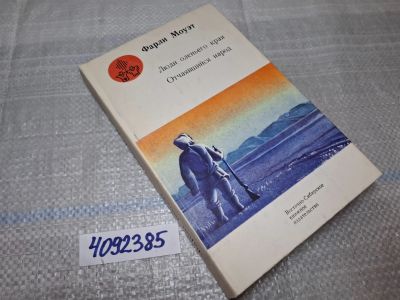 Фарли Моуэт
Люди оленьего края
Отчаявшийся народ
Восточно-Сибирское
книжное
издательство
4092385